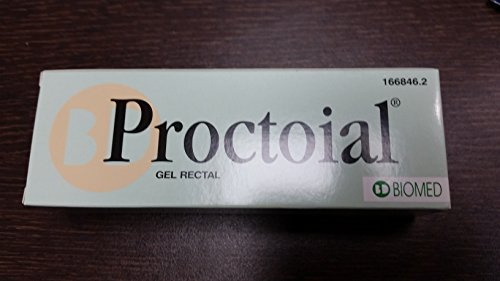 166846.2
B Proctoial®
GEL RECTAL
BIOMED